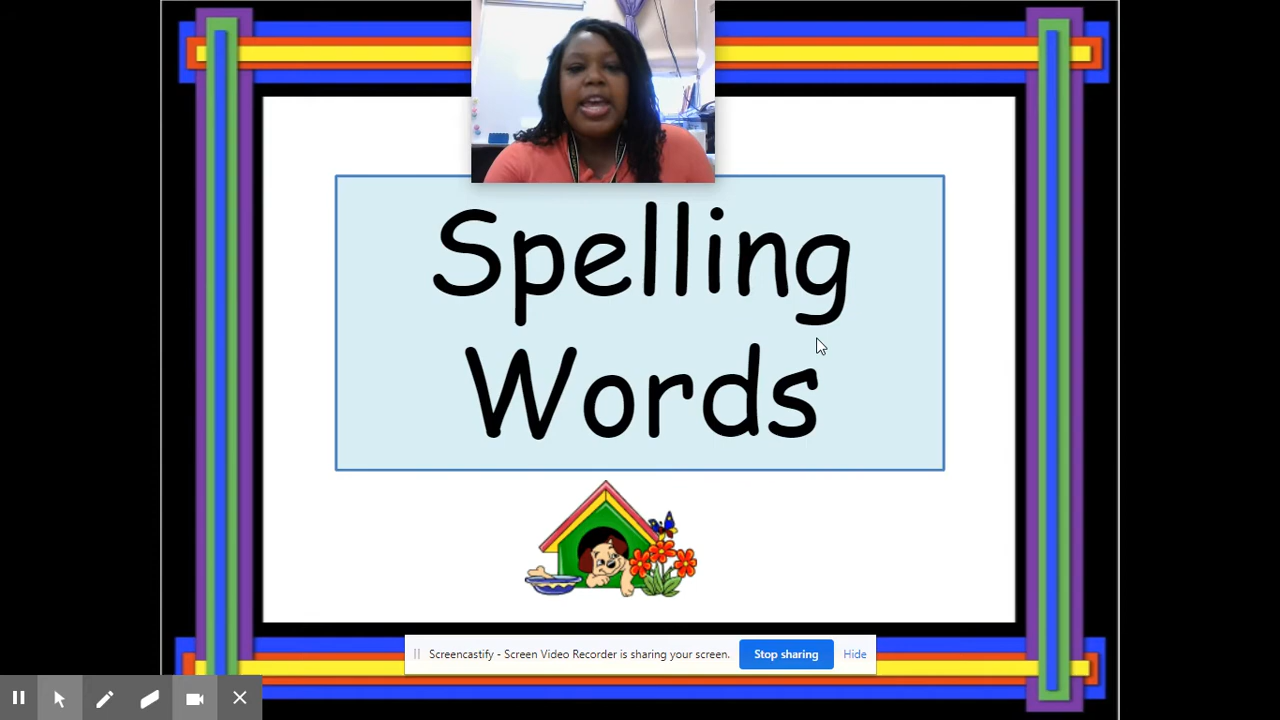 Spelling
Words
Screencastify - Screen Video Recorder is sharing your screen.
Stop sharing
Hide